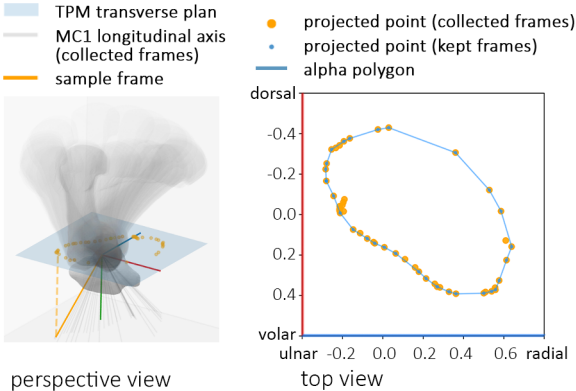 TPM transverse plan
MC1 longitudinal axis
(collected frames)
sample frame
projected point (collected frames)
projected point (kept frames)
alpha polygon
dorsal
-0.4
-0.2
0.0
0.2
0.4
volar
ulnar -0.2 0.0 0.2 0.4 0.6 radial
perspective view
top view